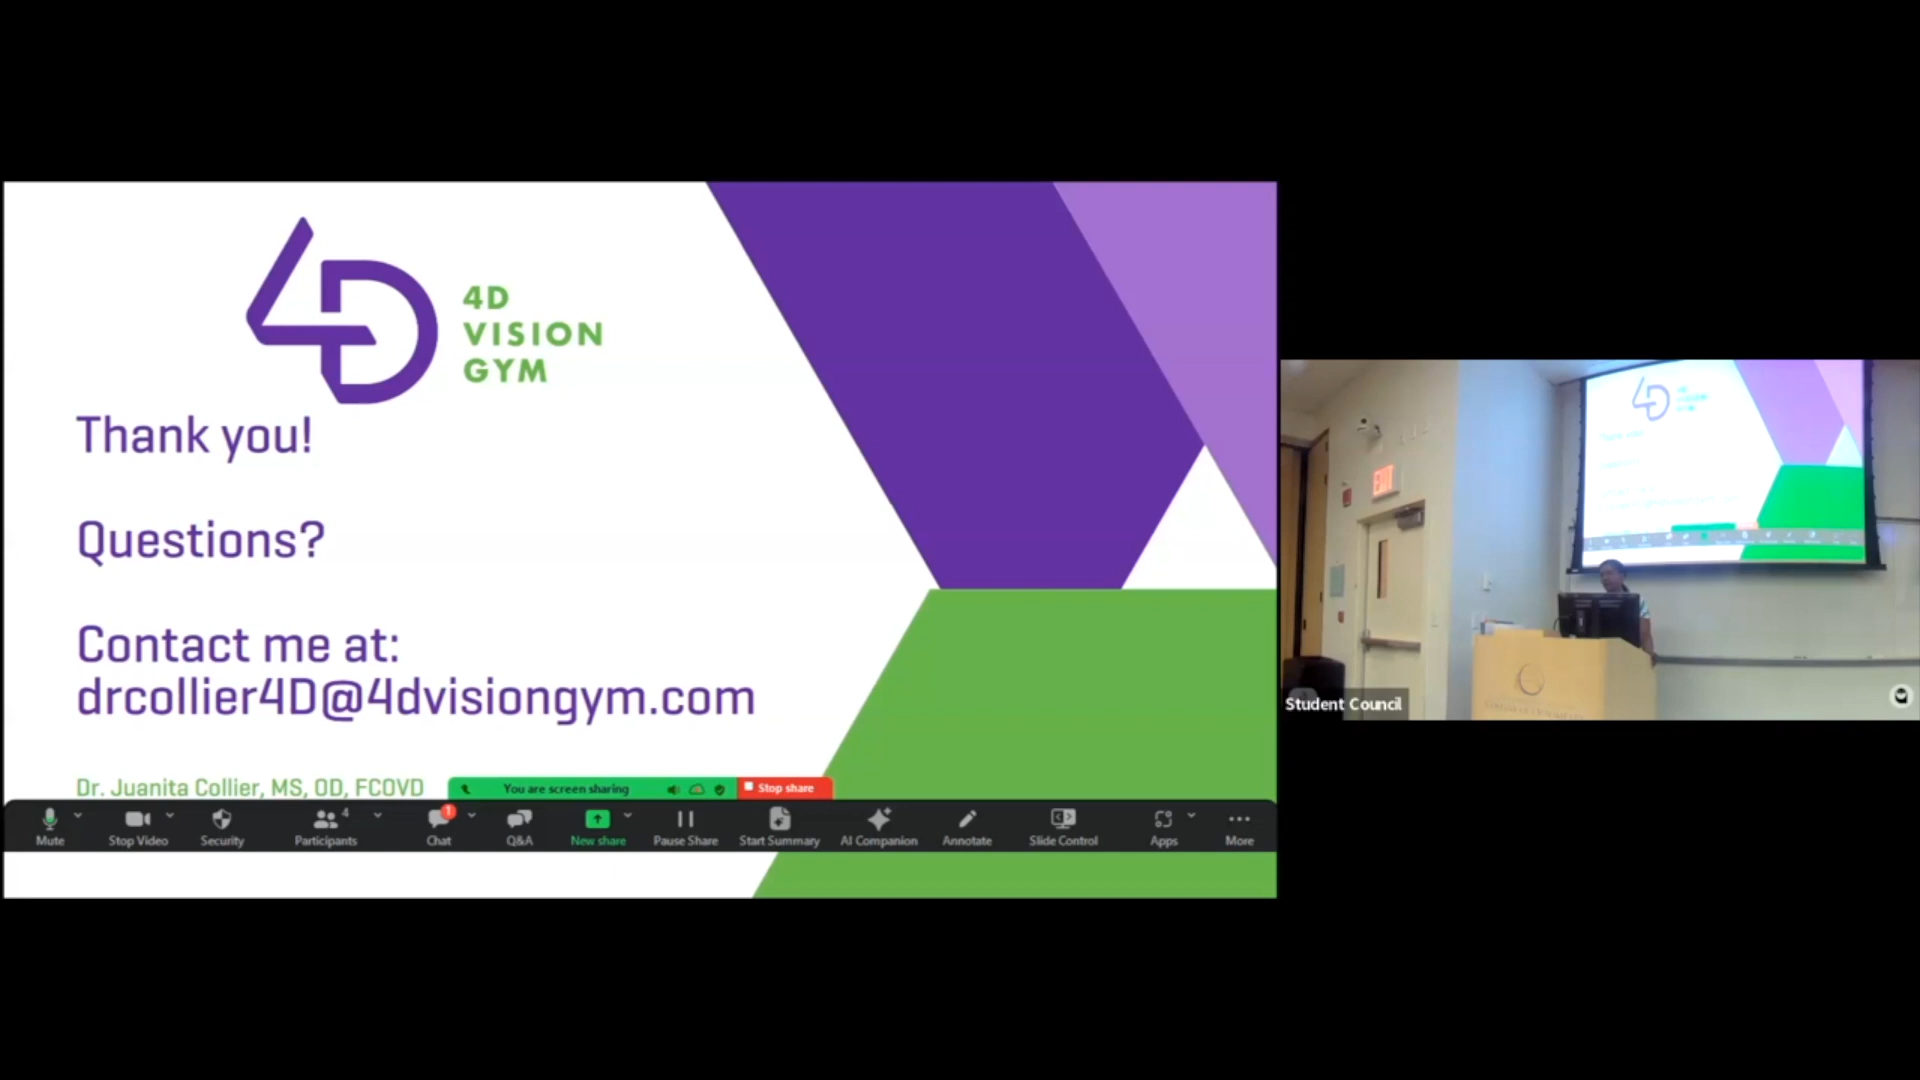 4D
4D
VISION
GYM
Thank you!
Questions?
Contact me at:
drcollier4D@4dvisiongym.com
Dr. Juanita Collier, MS, OD, FCOVD
You are screen sharing
Stop share
Mute
Stop Video
Security
4
Participants
1
Chat
Q&A
New share
Pause Share
Start Summary
AI Companion
Annotate
Slide Control
Apps
More
EXIT
4D
Student Council